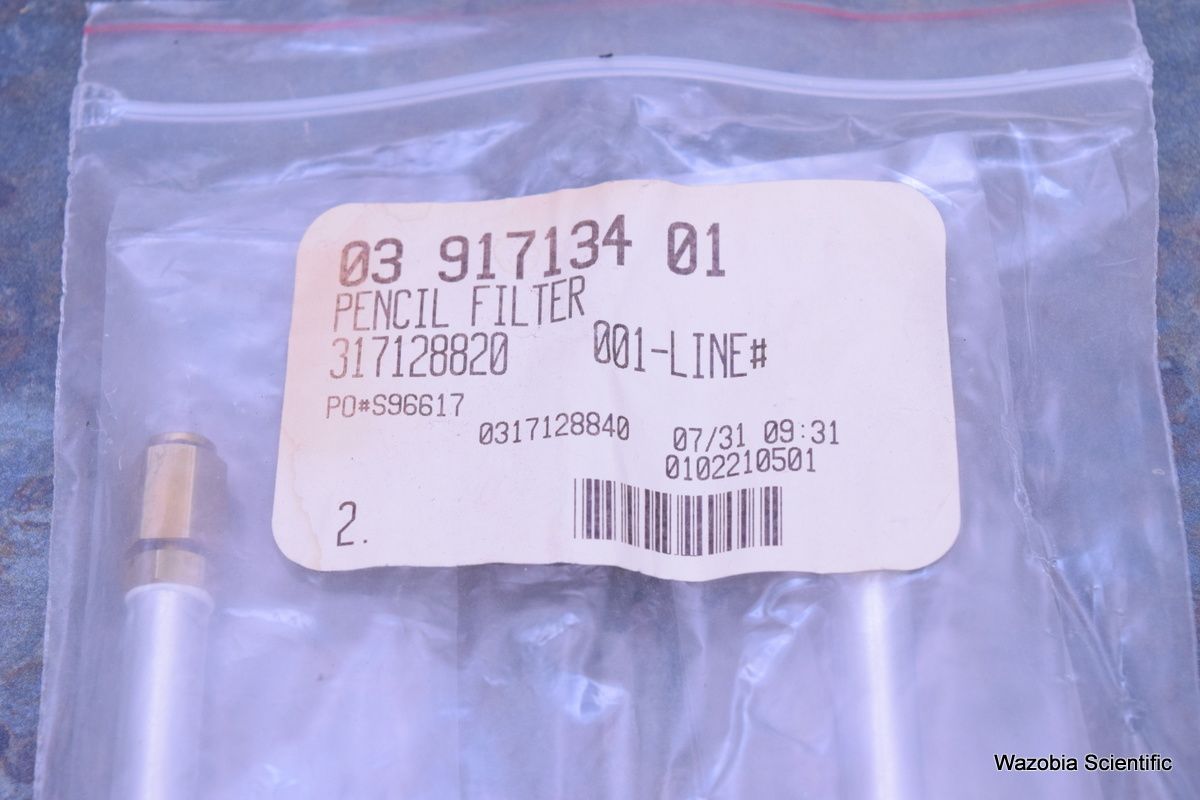 03 917134 01
PENCIL FILTER
317128820 001-LINE#
PO#S96617
0317128840 07/31 09:31
0102210501
2.
Wazobia Scientific